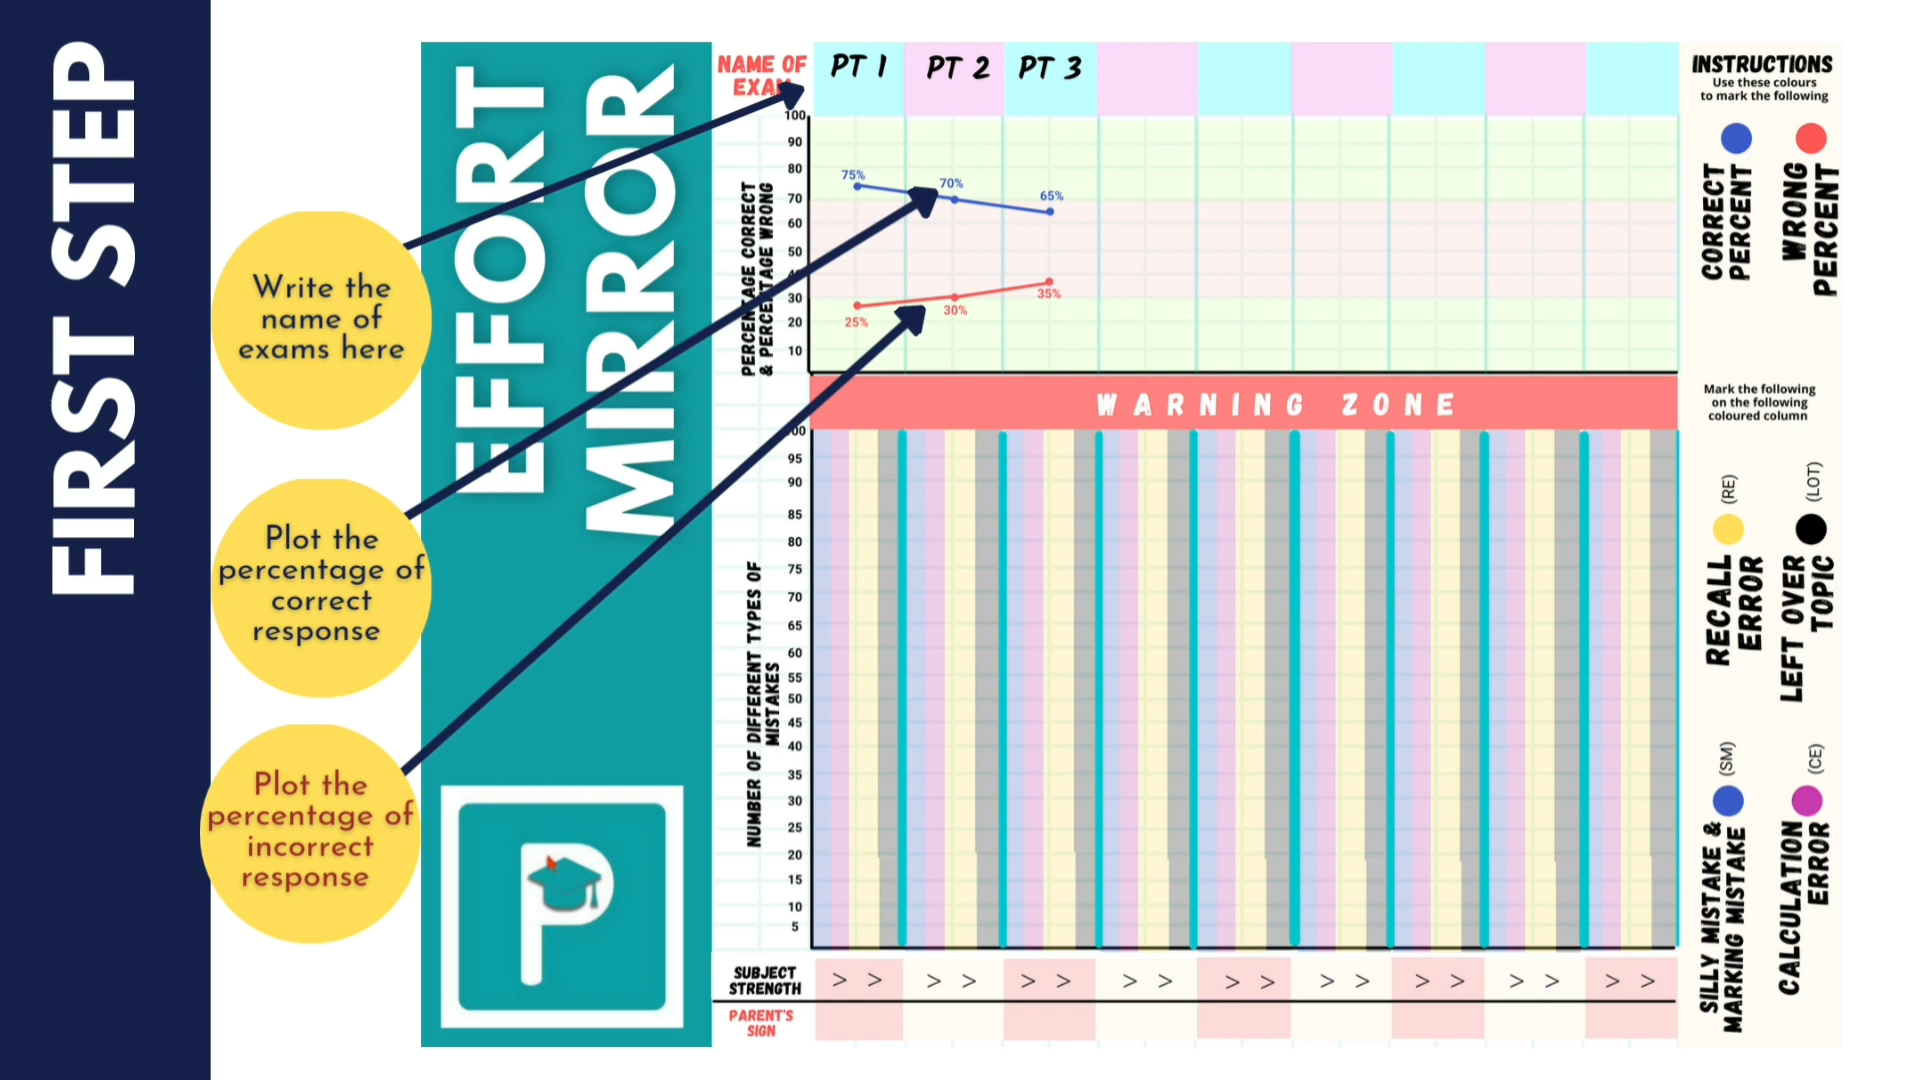 FIRST STEP
Write the
name of
exams here
Plot the
percentage of
correct
response
Plot the
percentage of
incorrect
response
EFFORT
MIRROR
P
NAME OF
EXAM
PT 1
PT 2
PT 3
PERCENTAGE CORRECT
& PERCENTAGE WRONG
100
90
80
70
60
50
40
30
20
10
75%
70%
65%
25%
30%
35%
WARNING ZONE
NUMBER OF DIFFERENT TYPES OF
MISTAKES
100
95
90
85
80
75
70
65
60
55
50
45
40
35
30
25
20
15
10
5
SUBJECT
STRENGTH
> > > > > > > > > > > > > > > > > >
PARENT'S
SIGN
INSTRUCTIONS
Use these colours
to mark the following
CORRECT
PERCENT
WRONG
PERCENT
Mark the following
on the following
coloured column
RECALL
ERROR
(RE)
LEFT OVER
TOPIC
(LOT)
SILLY MISTAKE &
MARKING MISTAKE
(SM)
CALCULATION
ERROR
(CE)